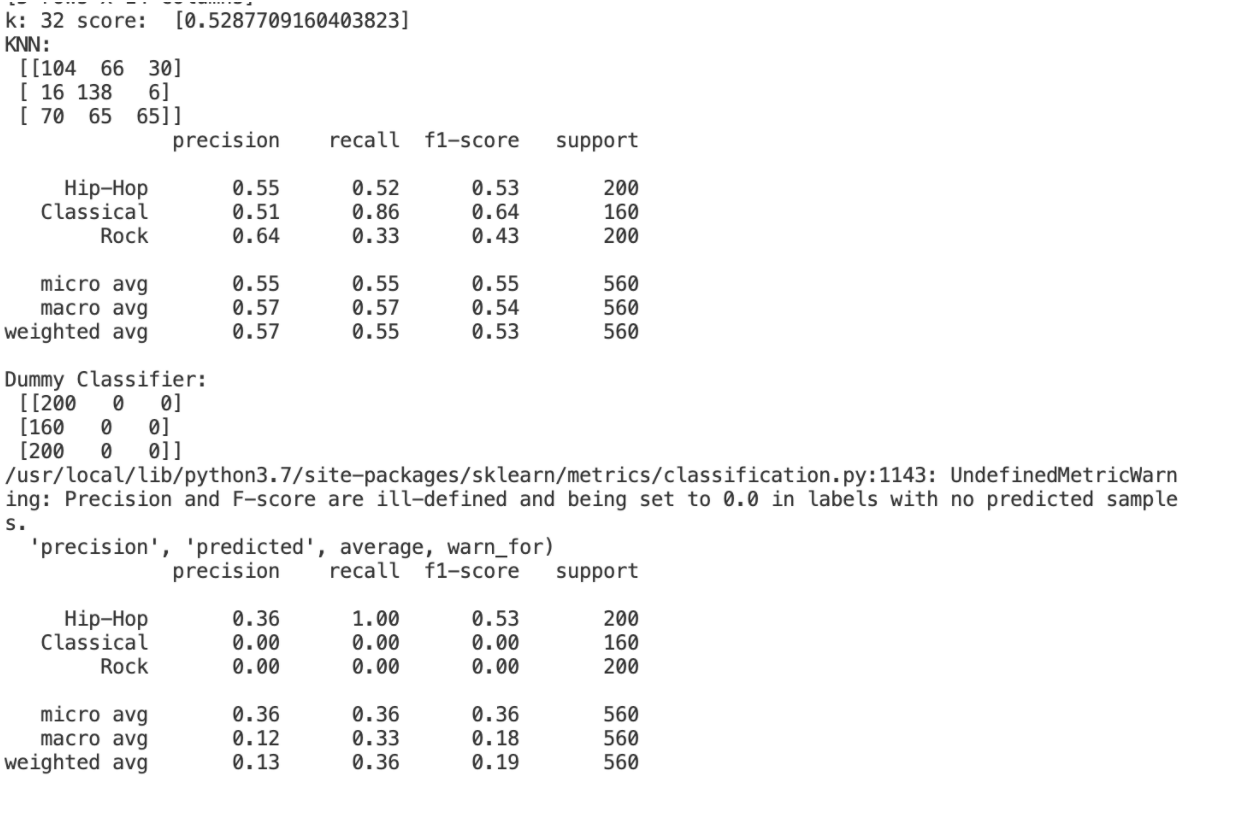 k: 32 score:  [0.5287709160403823]
KNN:
 [[104  66  30]
 [ 16 138   6]
 [ 70  65  65]]
              precision    recall  f1-score   support

     Hip-Hop       0.55      0.52      0.53       200
   Classical       0.51      0.86      0.64       160
        Rock       0.64      0.33      0.43       200

   micro avg       0.55      0.55      0.55       560
   macro avg       0.57      0.57      0.54       560
weighted avg       0.57      0.55      0.53       560

Dummy Classifier:
 [[200   0   0]
 [160   0   0]
 [200   0   0]]
/usr/local/lib/python3.7/site-packages/sklearn/metrics/classification.py:1143: UndefinedMetricWarn
ing: Precision and F-score are ill-defined and being set to 0.0 in labels with no predicted sample
s.
  'precision', 'predicted', average, warn_for)
              precision    recall  f1-score   support

     Hip-Hop       0.36      1.00      0.53       200
   Classical       0.00      0.00      0.00       160
        Rock       0.00      0.00      0.00       200

   micro avg       0.36      0.36      0.36       560
   macro avg       0.12      0.33      0.18       560
weighted avg       0.13      0.36      0.19       560